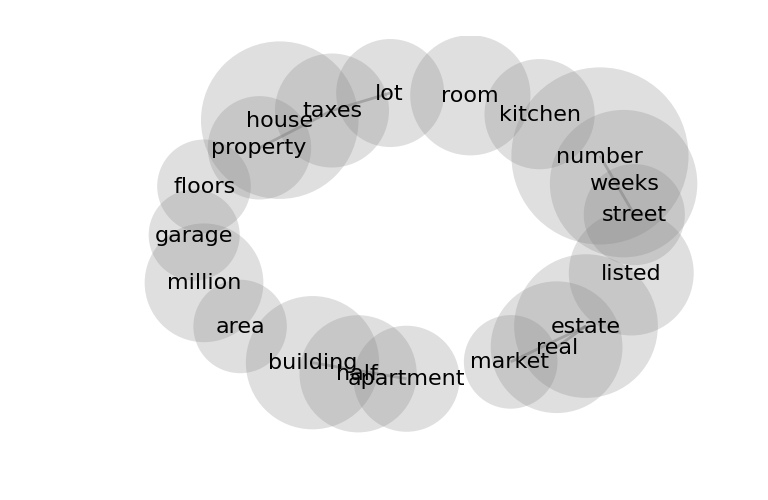 lot
room
taxes
kitchen
house
property
number
weeks
floors
street
garage
listed
million
area
estate
real
market
building
half
apartment